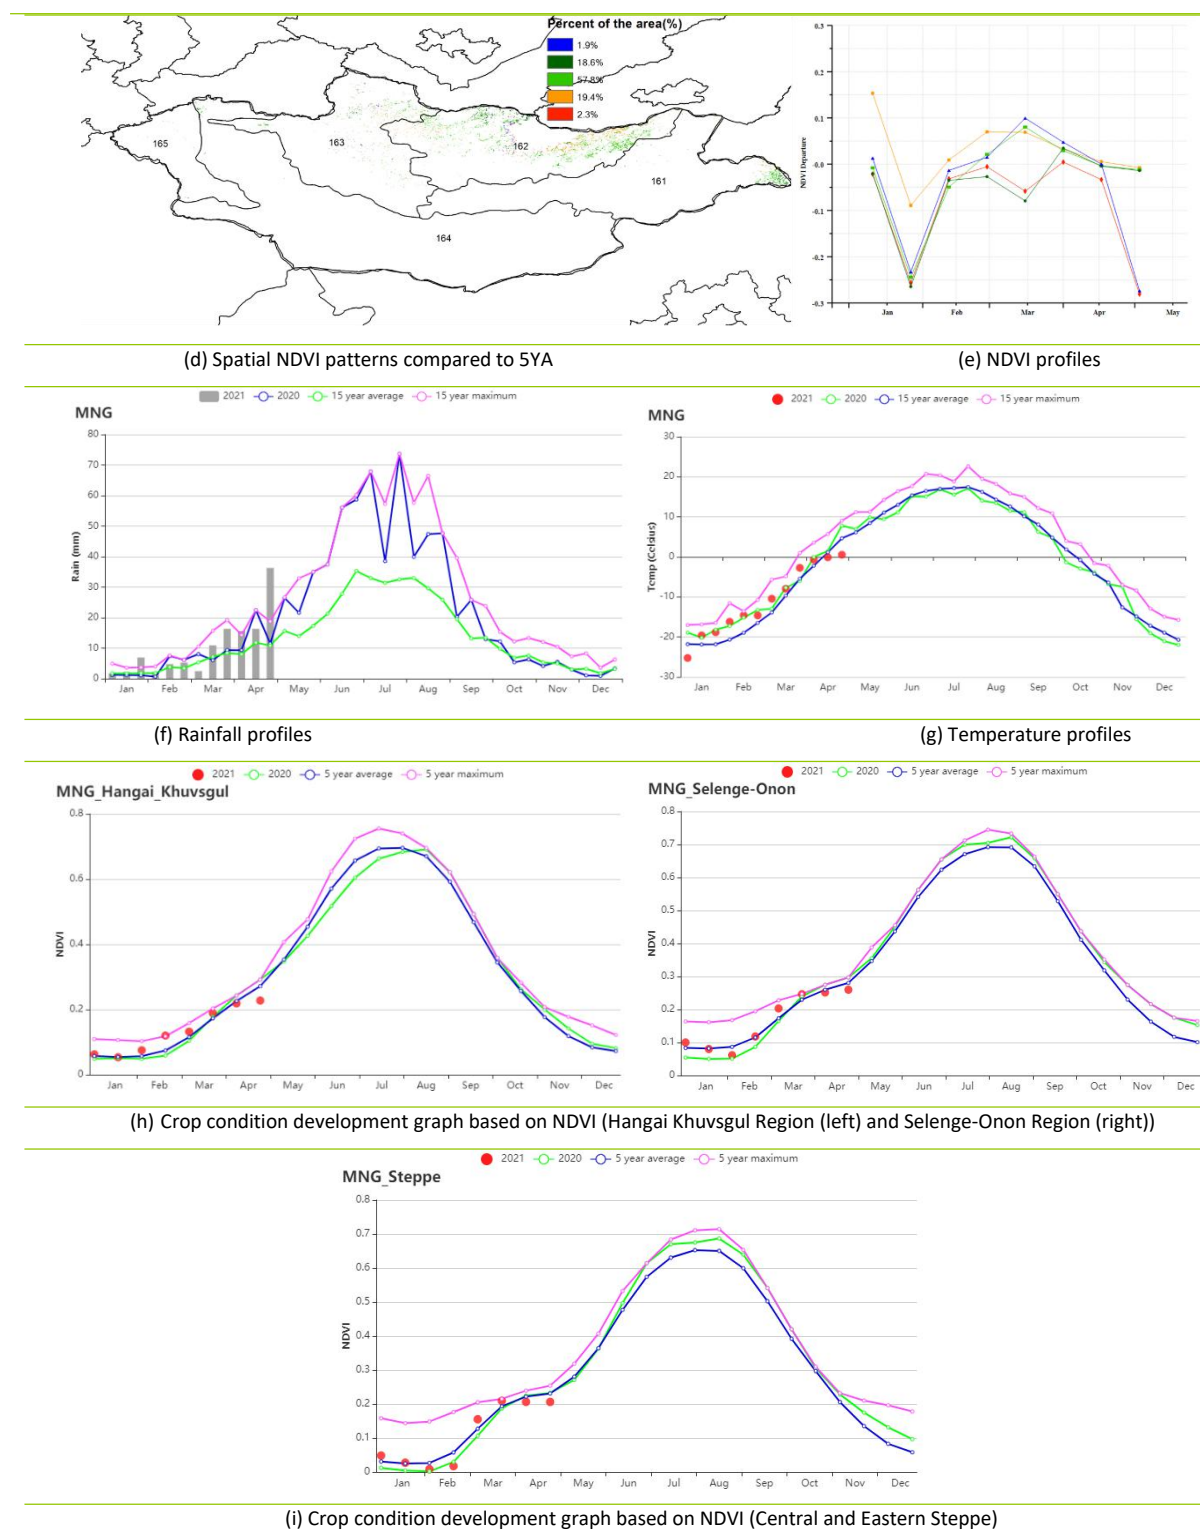 Percent of the area(%)
1.9%
18.6%
57.8%
19.4%
2.3%
165
163
162
161
164
0.3
0.2
0.1
-0.0
-0.1
-0.2
-0.3
NDVI Departure
Jan Feb Mar Apr May
(d) Spatial NDVI patterns compared to 5YA
(e) NDVI profiles
2021 2020 15 year average 15 year maximum
MNG
80
70
60
50
40
30
20
10
0
Rain (mm)
Jan Feb Mar Apr May Jun Jul Aug Sep Oct Nov Dec
2021 2020 15 year average 15 year maximum
MNG
30
20
10
0
-10
-20
-30
Temp (Celsius)
Jan Feb Mar Apr May Jun Jul Aug Sep Oct Nov Dec
(f) Rainfall profiles
(g) Temperature profiles
2021 2020 5 year average 5 year maximum
MNG_Hangai_Khuvsgul
0.8
0.6
0.4
0.2
0
NDVI
Jan Feb Mar Apr May Jun Jul Aug Sep Oct Nov Dec
2021 2020 5 year average 5 year maximum
MNG_Selenge-Onon
0.8
0.7
0.6
0.5
0.4
0.3
0.2
0.1
0
NDVI
Jan Feb Mar Apr May Jun Jul Aug Sep Oct Nov Dec
(h) Crop condition development graph based on NDVI (Hangai Khuvsgul Region (left) and Selenge-Onon Region (right))
2021 2020 5 year average 5 year maximum
MNG_Steppe
0.8
0.7
0.6
0.5
0.4
0.3
0.2
0.1
0
NDVI
Jan Feb Mar Apr May Jun Jul Aug Sep Oct Nov Dec
(i) Crop condition development graph based on NDVI (Central and Eastern Steppe)